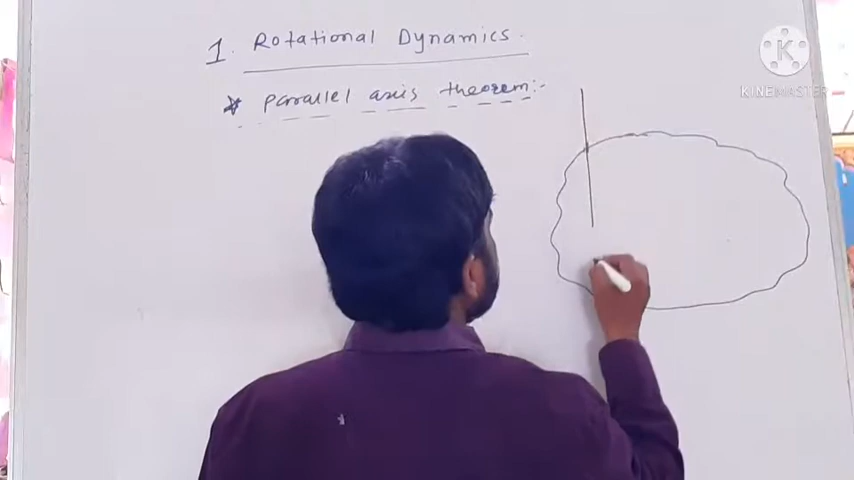 1. Rotational Dynamics.
* Parallel axis theorem:-
K
KINEMASTER